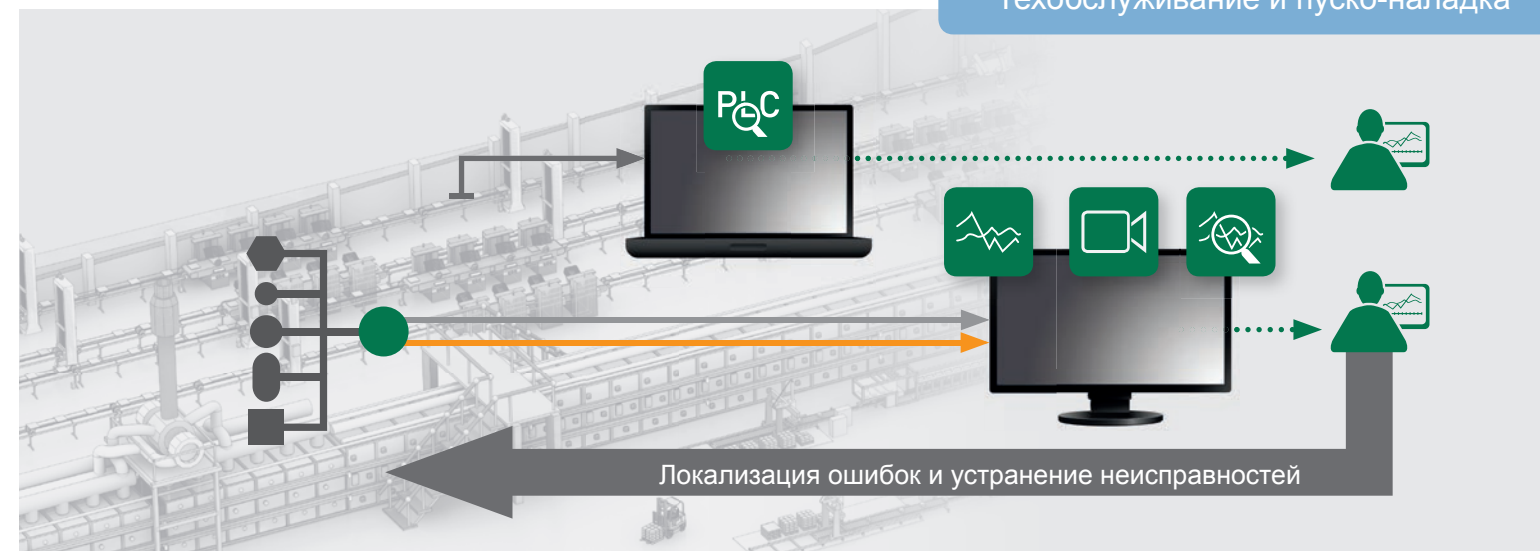 Техобслуживание и пуско-наладка
PLC
Локализация ошибок и устранение неисправностей